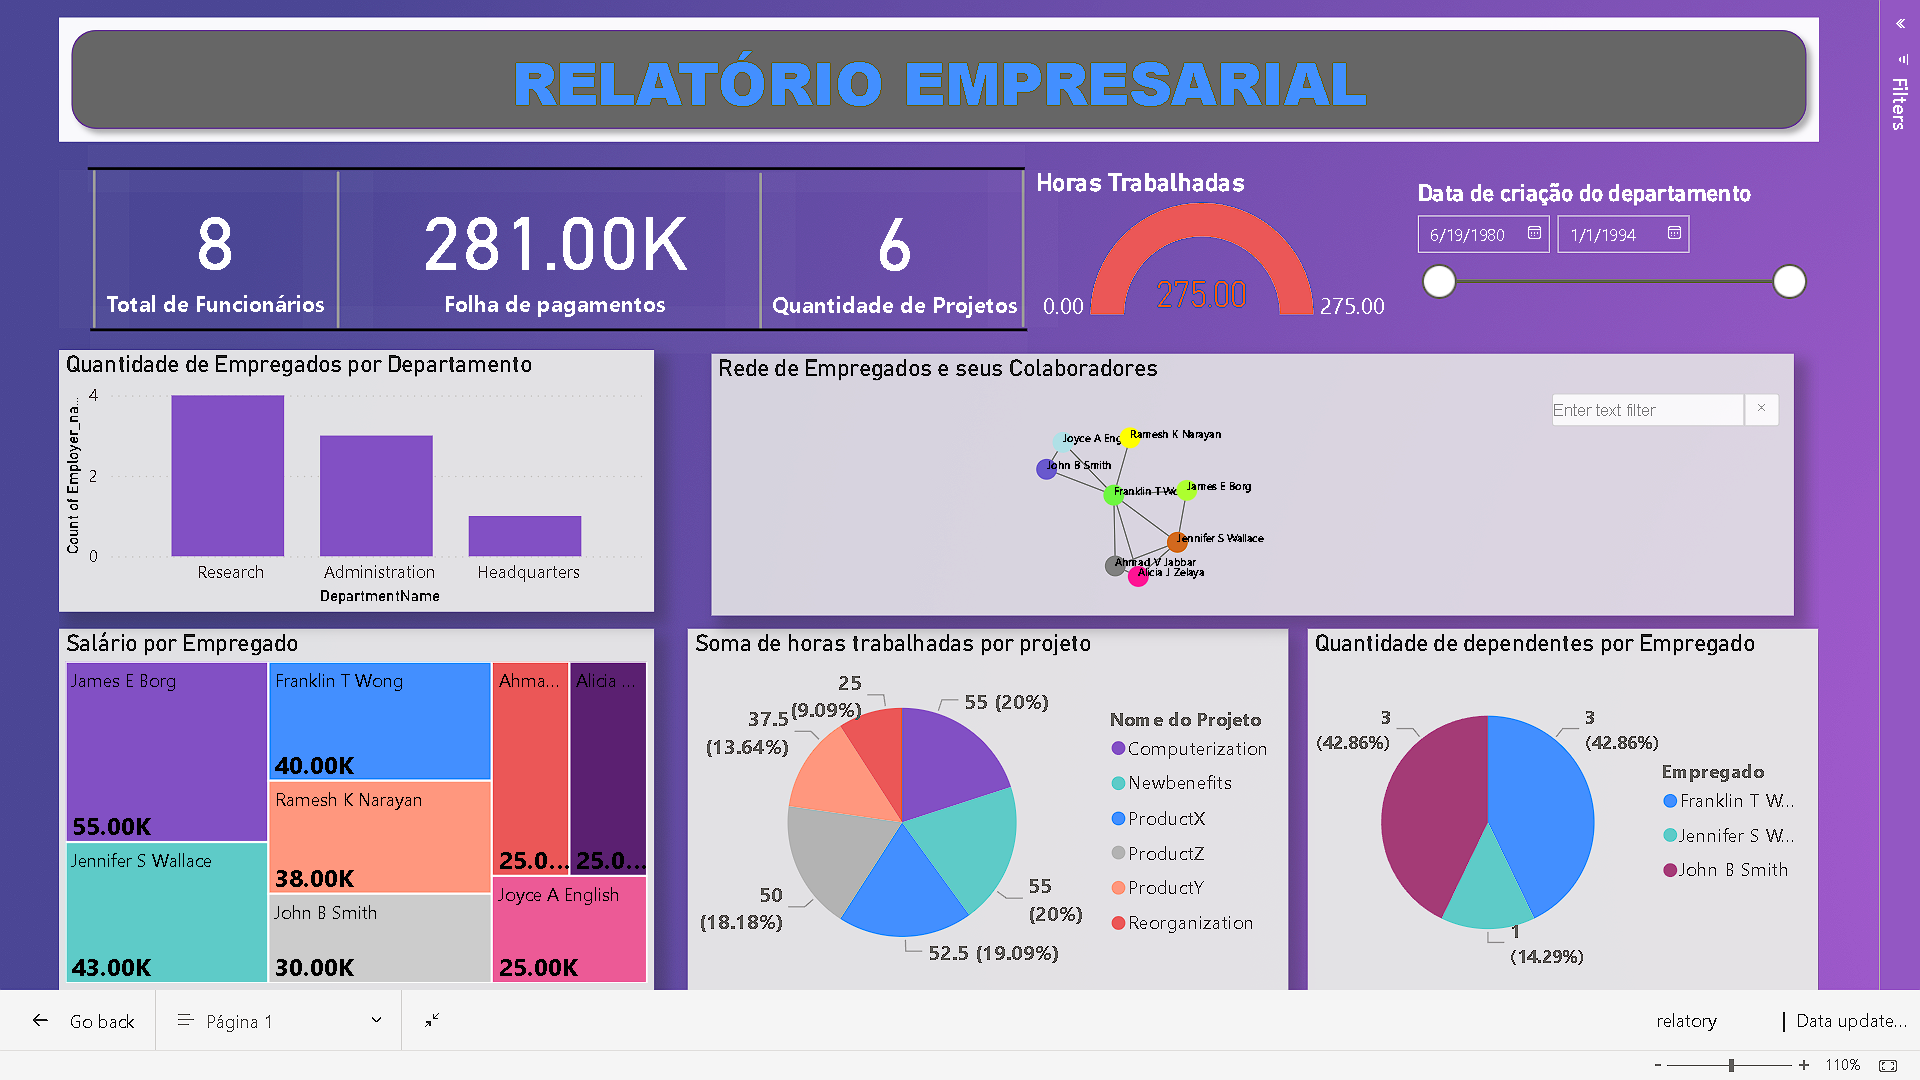 RELATÓRIO EMPRESARIAL
«
Filters
8
Total de Funcionários
281.00K
Folha de pagamentos
6
Quantidade de Projetos
Horas Trabalhadas
275.00
0.00
275.00
Data de criação do departamento
6/19/1980
1/1/1994
Quantidade de Empregados por Departamento
Count of Employer_na...
4
2
0
Research
Administration
Headquarters
DepartmentName
Rede de Empregados e seus Colaboradores
Enter text filter
×
Joyce A Eng
Ramesh K Narayan
John B Smith
Franklin T Wo
James E Borg
Jennifer S Wallace
Ahmad V Jabbar
Alicia J Zelaya
Salário por Empregado
James E Borg
55.00K
Jennifer S Wallace
43.00K
Franklin T Wong
40.00K
Ramesh K Narayan
38.00K
John B Smith
30.00K
Ahma...
25.0...
Alicia ...
25.0...
Joyce A English
25.00K
Soma de horas trabalhadas por projeto
25
(9.09%)
55 (20%)
37.5
(13.64%)
50
(18.18%)
55
(20%)
52.5 (19.09%)
Nome do Projeto
Computerization
Newbenefits
ProductX
ProductZ
ProductY
Reorganization
Quantidade de dependentes por Empregado
3
(42.86%)
3
(42.86%)
1
(14.29%)
Empregado
Franklin T W...
Jennifer S W...
John B Smith
Go back
Página 1
relatory
| Data update...
- + 110%